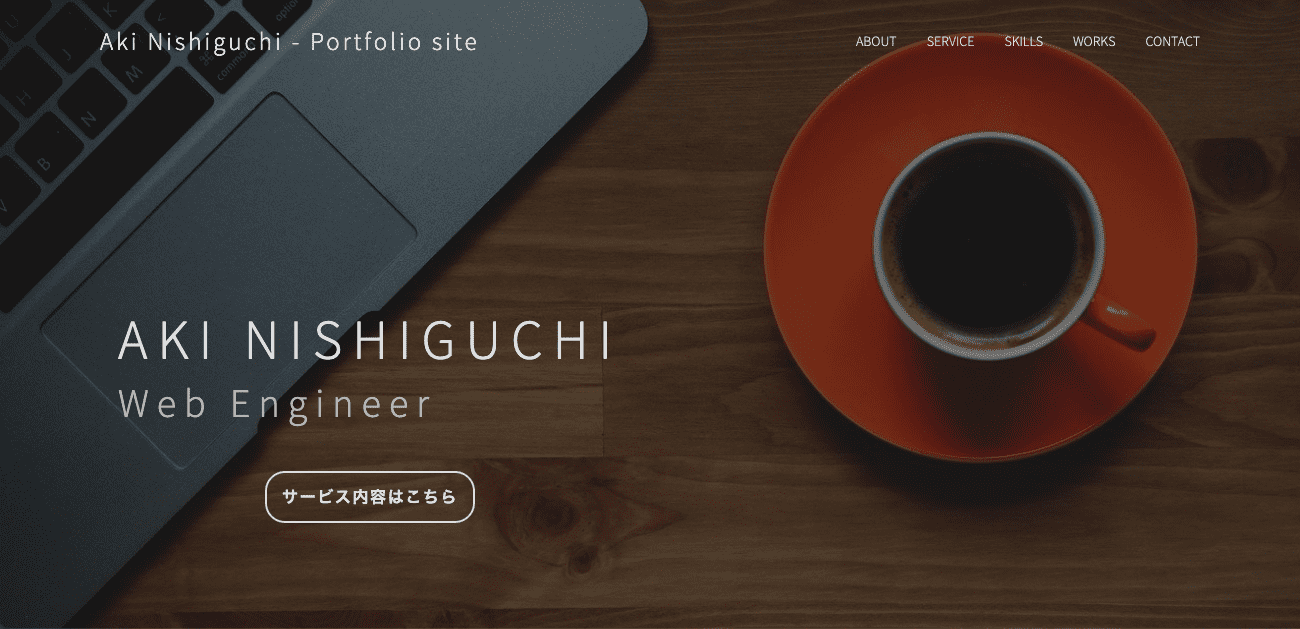 Aki Nishiguchi - Portfolio site
ABOUT SERVICE SKILLS WORKS CONTACT
AKI NISHIGUCHI
Web Engineer
サービス内容はこちら
J
K
<
H
M
N
B
V